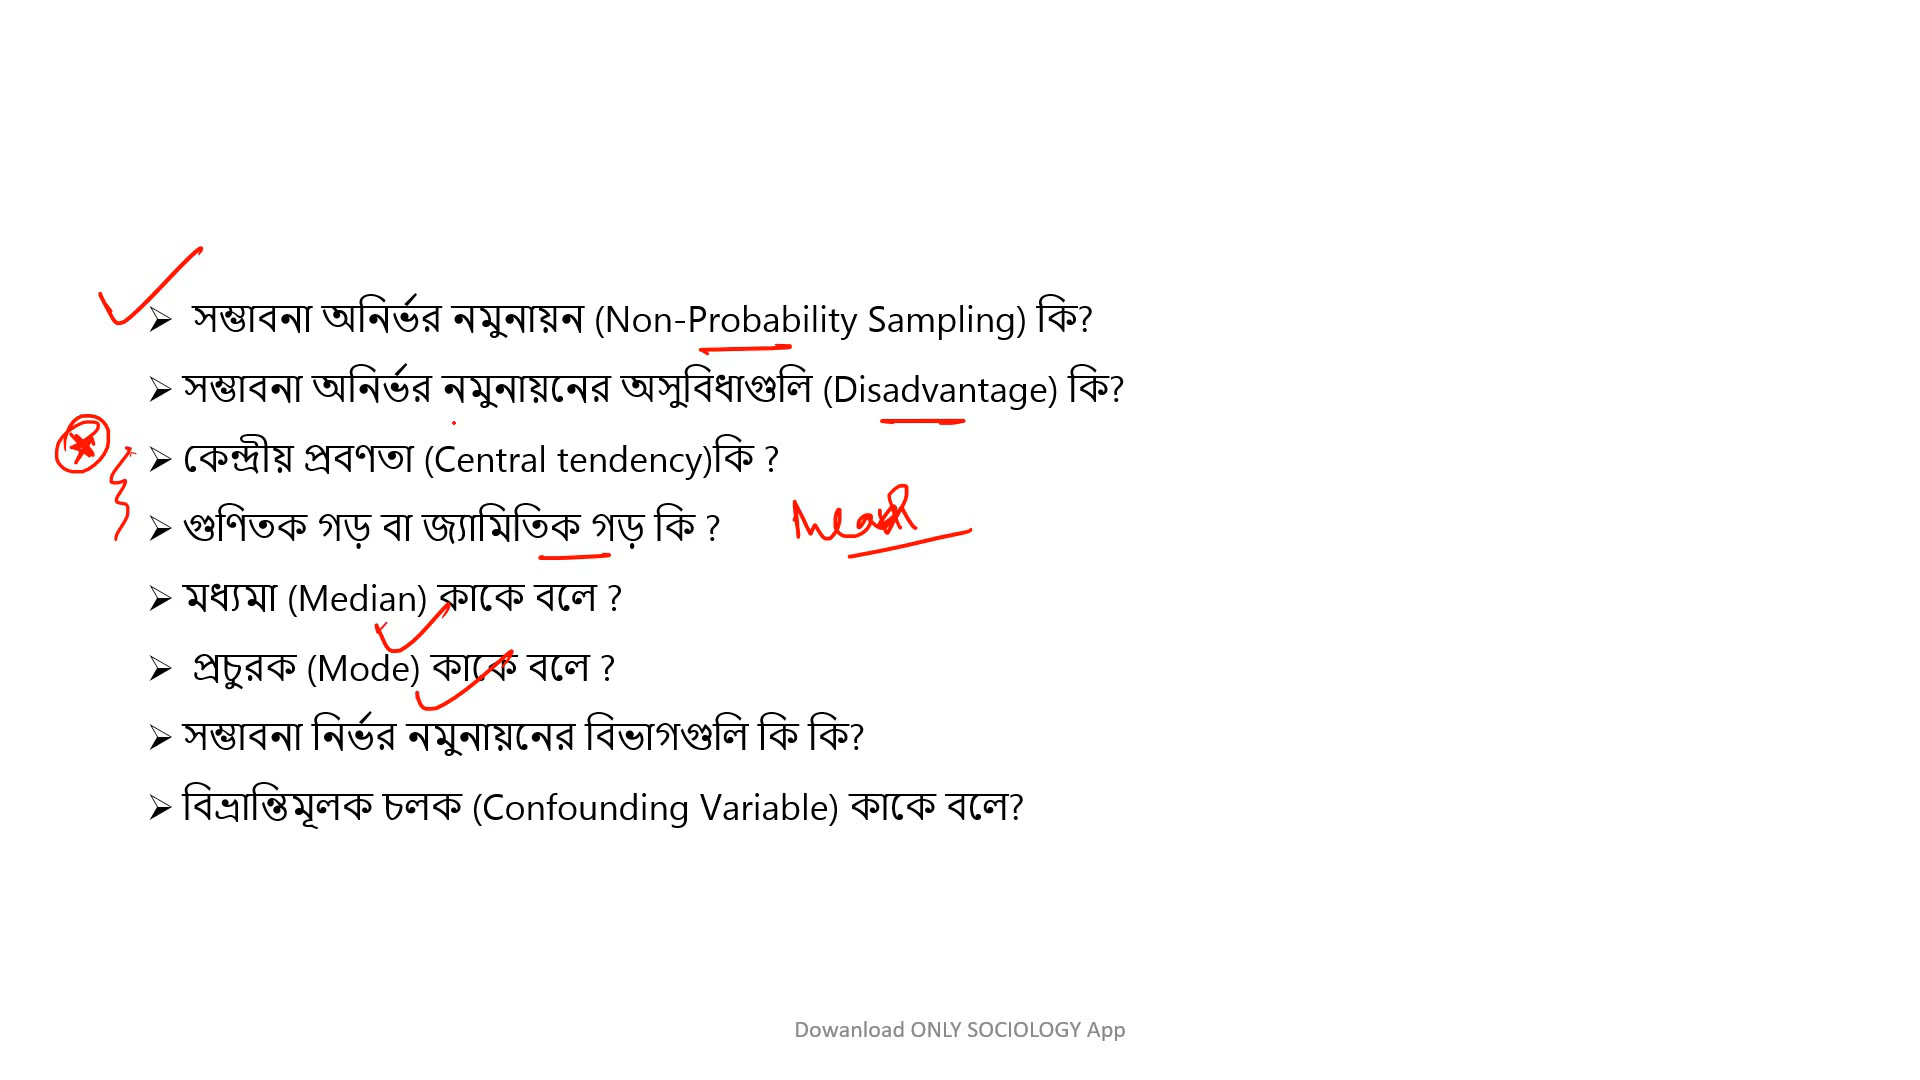 ➢ সম্ভাবনা অনির্ভর নমুনায়ন (Non-Probability Sampling) কি?
➢ সম্ভাবনা অনির্ভর নমুনায়নের অসুবিধাগুলি (Disadvantage) কি?
➢ কেন্দ্রীয় প্রবণতা (Central tendency)কি ?
➢ গুণিতক গড় বা জ্যামিতিক গড় কি ?
➢ মধ্যমা (Median) কাকে বলে ?
➢ প্রচুরক (Mode) কাকে বলে ?
➢ সম্ভাবনা নির্ভর নমুনায়নের বিভাগগুলি কি কি?
➢ বিভ্রান্তিমূলক চলক (Confounding Variable) কাকে বলে?
Dowanload ONLY SOCIOLOGY App